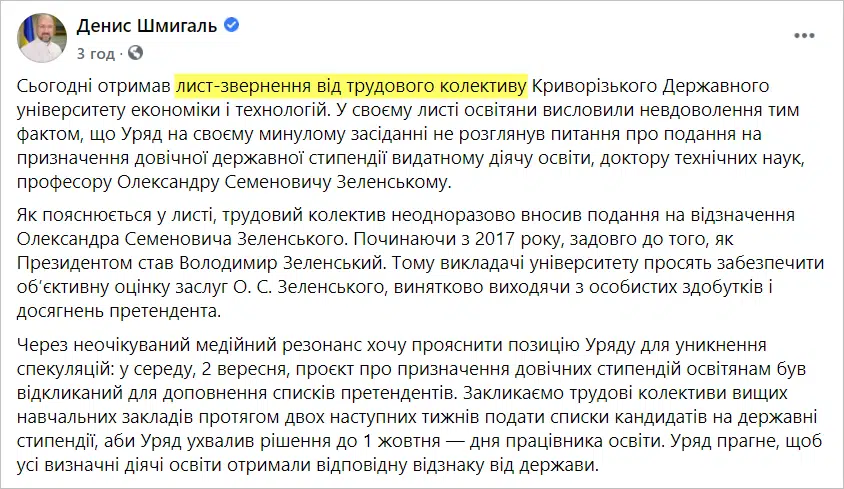 Денис Шмигаль
3 год ·
Сьогодні отримав лист-звернення від трудового колективу Криворізького Державного
університету економіки і технологій. У своєму листі освітяни висловили невдоволення тим
фактом, що Уряд на своєму минулому засіданні не розглянув питання про подання на
призначення довічної державної стипендії видатному діячу освіти, доктору технічних наук,
професору Олександру Семеновичу Зеленському.
Як пояснюється у листі, трудовий колектив неодноразово вносив подання на відзначення
Олександра Семеновича Зеленського. Починаючи з 2017 року, задовго до того, як
Президентом став Володимир Зеленський. Тому викладачі університету просять забезпечити
об’єктивну оцінку заслуг О. С. Зеленського, винятково виходячи з особистих здобутків і
досягнень претендента.
Через неочікуваний медійний резонанс хочу прояснити позицію Уряду для уникнення
спекуляцій: у середу, 2 вересня, проєкт про призначення довічних стипендій освітянам був
відкликаний для доповнення списків претендентів. Закликаємо трудові колективи вищих
навчальних закладів протягом двох наступних тижнів подати списки кандидатів на державні
стипендії, аби Уряд ухвалив рішення до 1 жовтня — дня працівника освіти. Уряд прагне, щоб
усі визначні діячі освіти отримали відповідну відзнаку від держави.